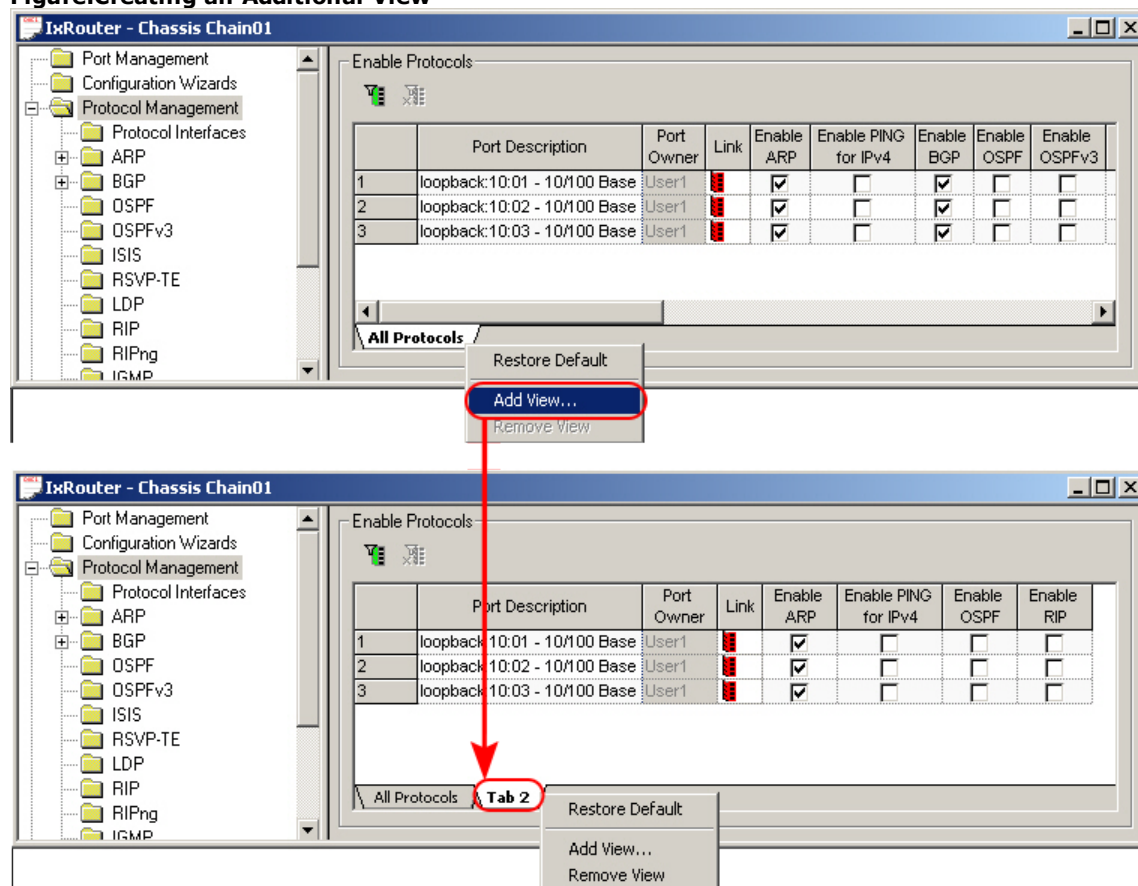 Figure:Creating an Additional View
IxRouter - Chassis Chain01
Port Management
Configuration Wizards
Protocol Management
Protocol Interfaces
ARP
BGP
OSPF
OSPFv3
ISIS
RSVP-TE
LDP
RIP
RIPng
IGMP
Enable Protocols
Port Description Port Owner Link Enable ARP Enable PING for IPv4 Enable BGP Enable OSPF Enable OSPFv3
1 loopback:10:01 - 10/100 Base User1
2 loopback:10:02 - 10/100 Base User1
3 loopback:10:03 - 10/100 Base User1
All Protocols
Restore Default
Add View...
Remove View
IxRouter - Chassis Chain01
Port Management
Configuration Wizards
Protocol Management
Protocol Interfaces
ARP
BGP
OSPF
OSPFv3
ISIS
RSVP-TE
LDP
RIP
RIPng
IGMP
Enable Protocols
Port Description Port Owner Link Enable ARP Enable PING for IPv4 Enable OSPF Enable RIP
1 loopback:10:01 - 10/100 Base User1
2 loopback:10:02 - 10/100 Base User1
3 loopback:10:03 - 10/100 Base User1
All Protocols Tab 2
Restore Default
Add View...
Remove View